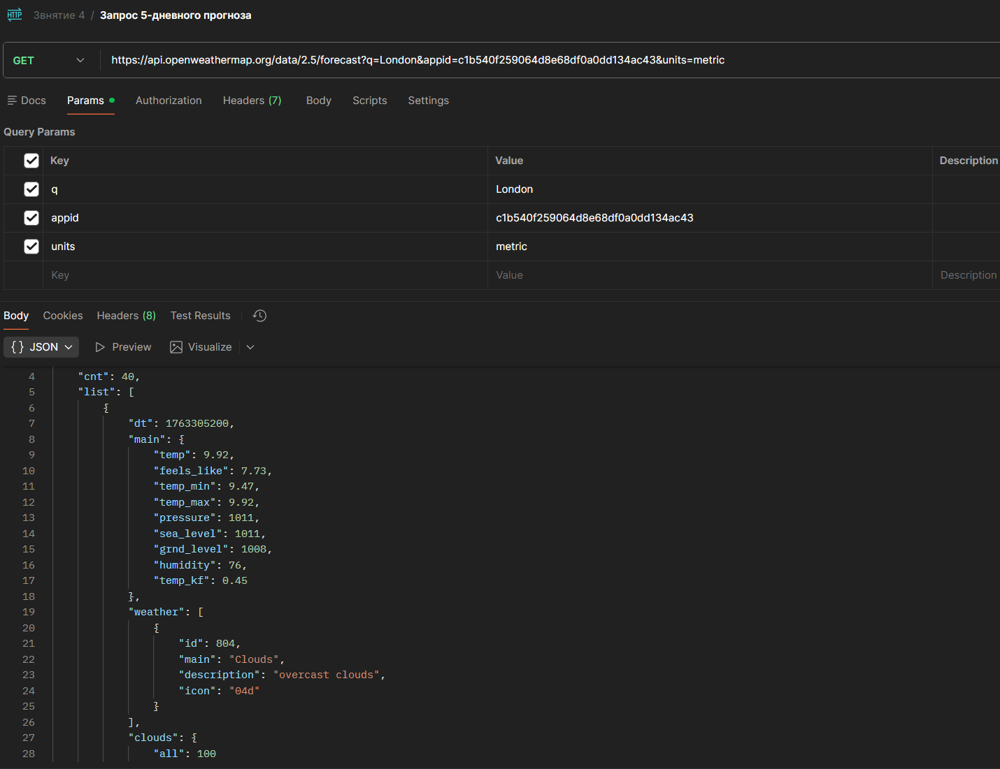 HTTP Звнятие 4 / Запрос 5-дневного прогноза
GET https://api.openweathermap.org/data/2.5/forecast?q=London&appid=c1b540f259064d8e68df0a0dd134ac43&units=metric
Docs Params Authorization Headers (7) Body Scripts Settings
Query Params
Key Value Description
q London
appid c1b540f259064d8e68df0a0dd134ac43
units metric
Key Value Description
Body Cookies Headers (8) Test Results
{} JSON Preview Visualize
4 "cnt": 40,
5 "list": [
6 {
7 "dt": 1763305200,
8 "main": {
9 "temp": 9.92,
10 "feels_like": 7.73,
11 "temp_min": 9.47,
12 "temp_max": 9.92,
13 "pressure": 1011,
14 "sea_level": 1011,
15 "grnd_level": 1008,
16 "humidity": 76,
17 "temp_kf": 0.45
18 },
19 "weather": [
20 {
21 "id": 804,
22 "main": "Clouds",
23 "description": "overcast clouds",
24 "icon": "04d"
25 }
26 ],
27 "clouds": {
28 "all": 100